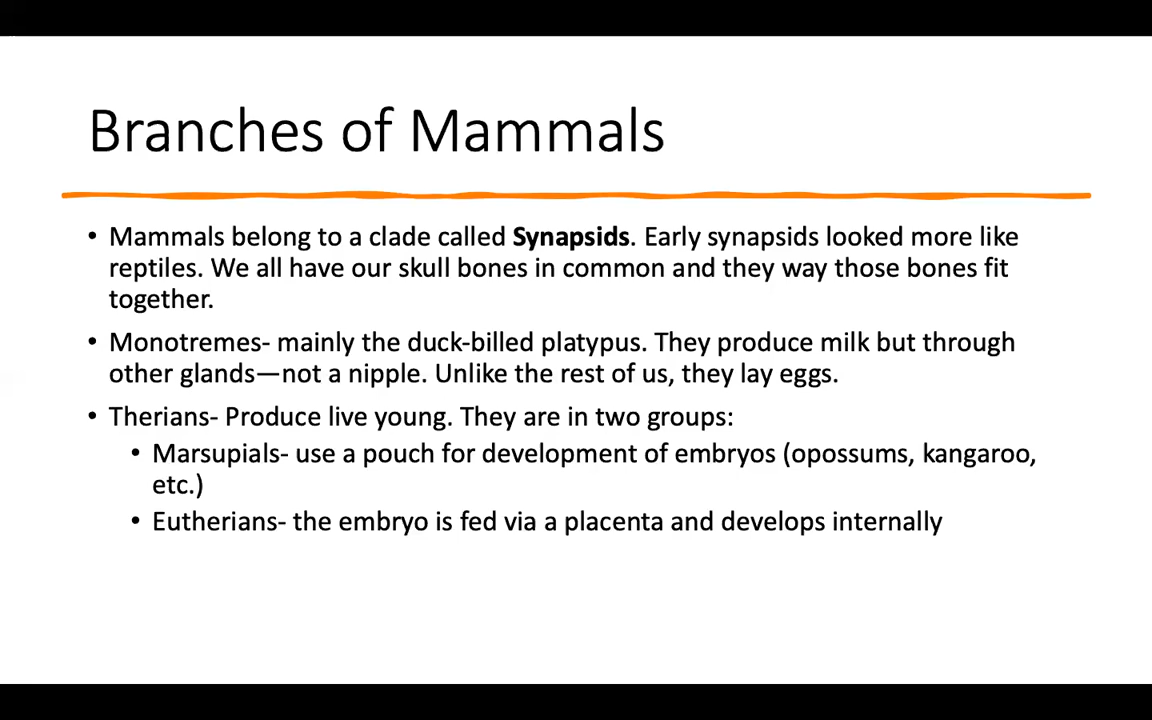 Branches of Mammals
• Mammals belong to a clade called Synapsids. Early synapsids looked more like
reptiles. We all have our skull bones in common and they way those bones fit
together.
• Monotremes- mainly the duck-billed platypus. They produce milk but through
other glands—not a nipple. Unlike the rest of us, they lay eggs.
• Therians- Produce live young. They are in two groups:
• Marsupials- use a pouch for development of embryos (opossums, kangaroo,
etc.)
• Eutherians- the embryo is fed via a placenta and develops internally